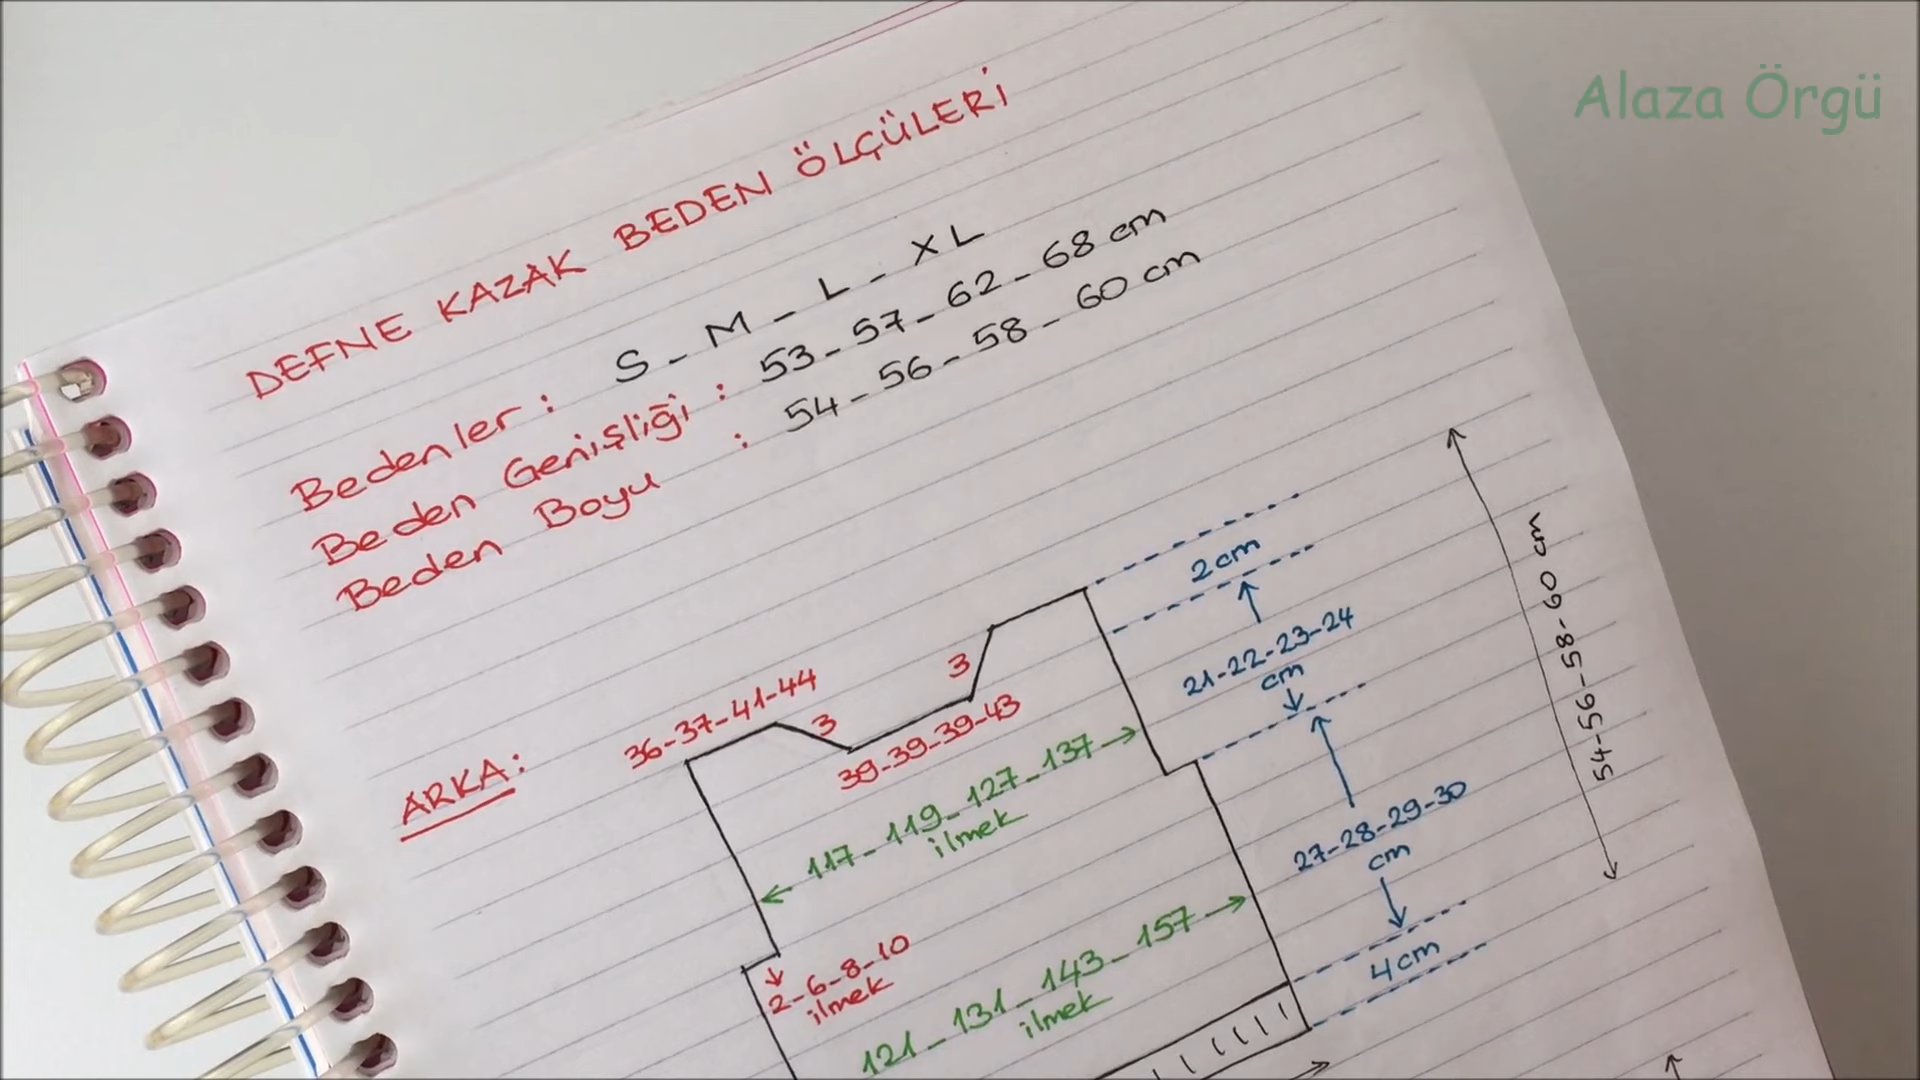 Alaza Örgü
DEFNE KAZAK BEDEN ÖLÇÜLERİ
Bedenler : S - M - L - XL
Beden Genişliği : 53 - 57 - 62 - 68 cm
Beden Boyu : 54 - 56 - 58 - 60 cm
ARKA:
36-37-41-44
3
39-39-39-43
3
2 cm
21-22-23-24
cm
54-56-58-60 cm
117 - 119 - 127 - 137
ilmek
27-28-29-30
cm
2-6-8-10
ilmek
121 - 131 - 143 - 157
ilmek
4cm